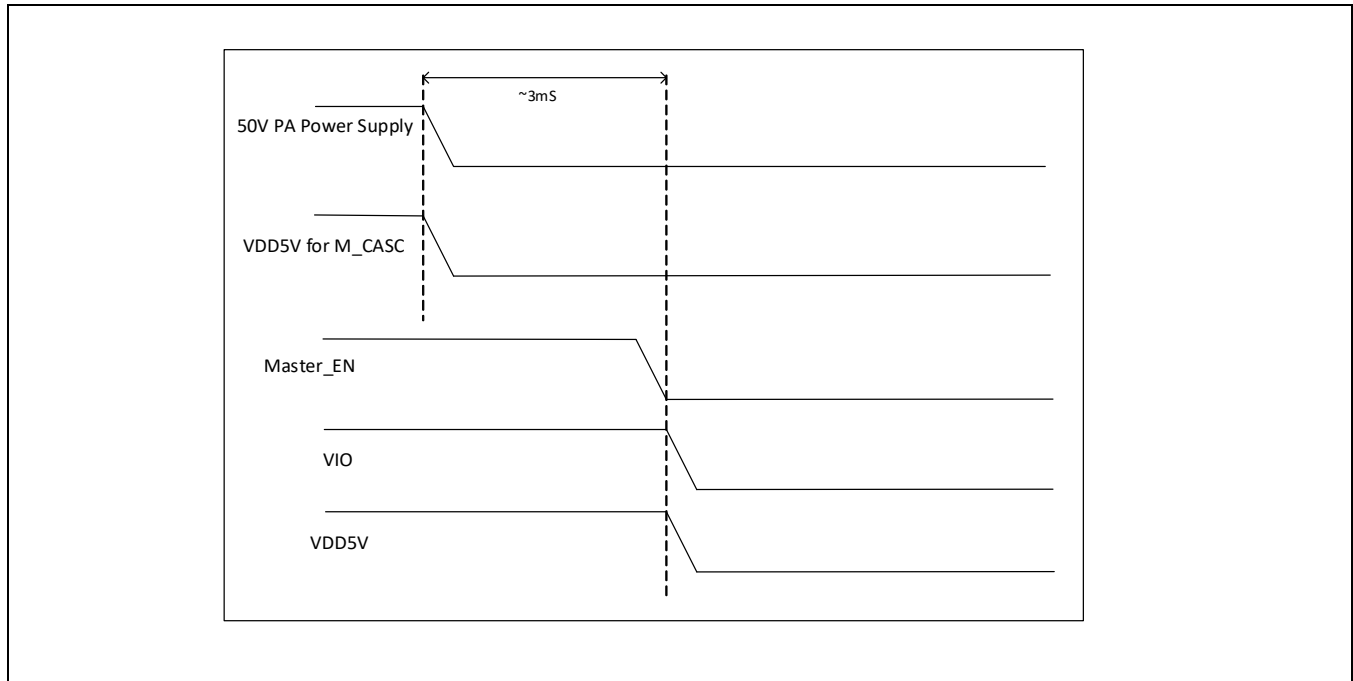 ~3mS
50V PA Power Supply
VDD5V for M_CASC
Master_EN
VIO
VDD5V